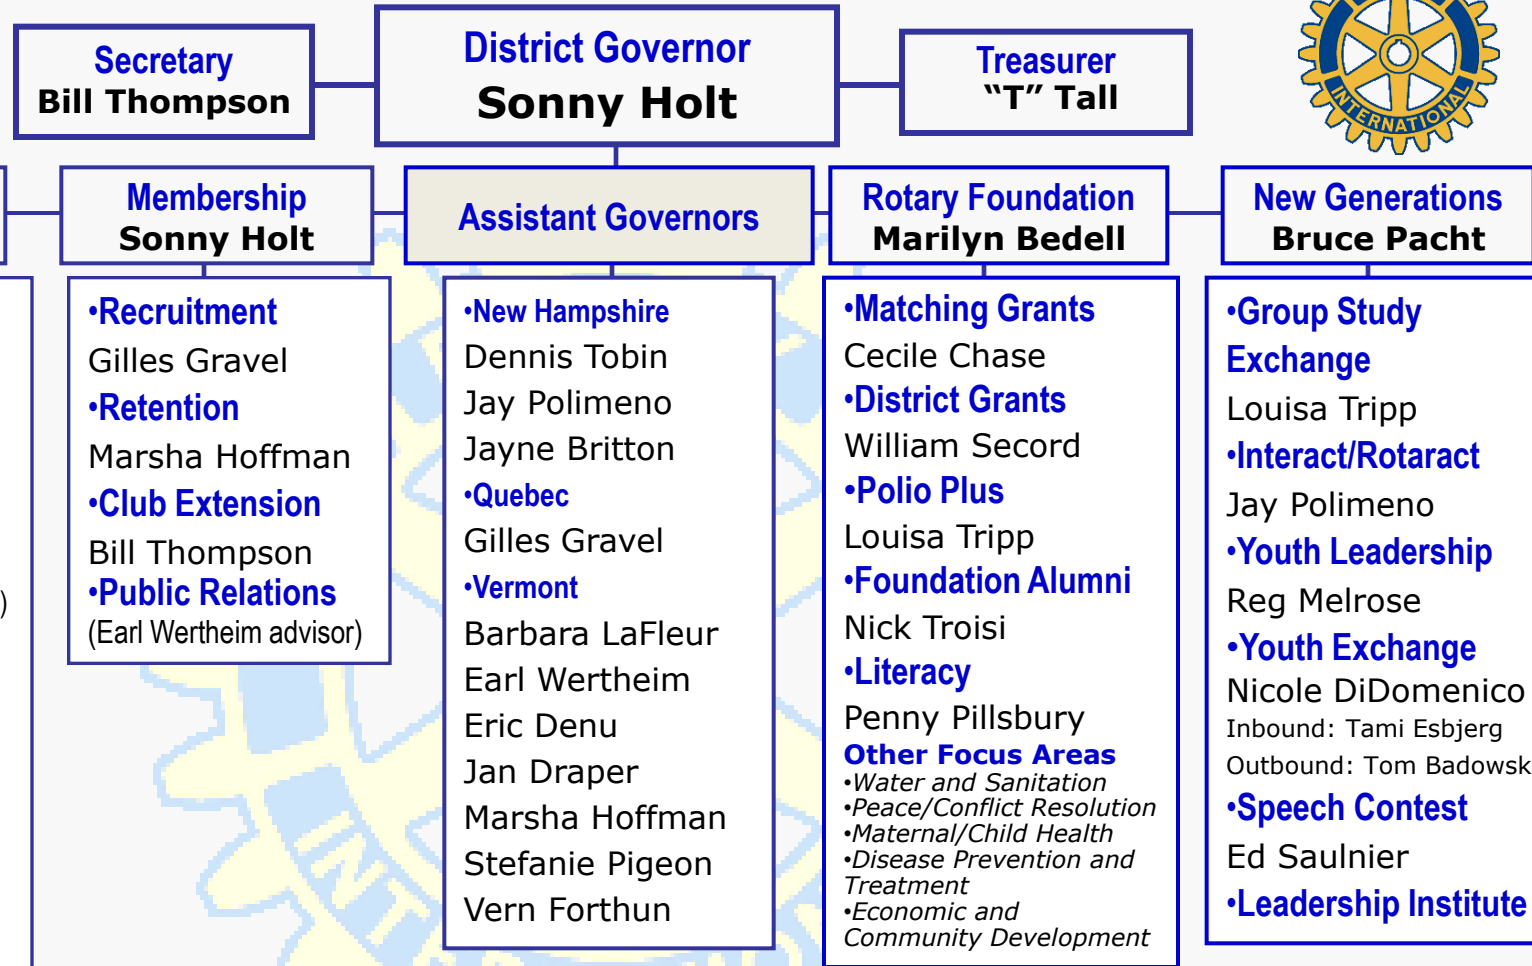 Secretary
Bill Thompson
District Governor
Sonny Holt
Treasurer
“T” Tall
INTERNATIONAL
Membership
Sonny Holt
Assistant Governors
Rotary Foundation
Marilyn Bedell
New Generations
Bruce Pacht
)
•Recruitment
Gilles Gravel
•Retention
Marsha Hoffman
•Club Extension
Bill Thompson
•Public Relations
(Earl Wertheim advisor)
•New Hampshire
Dennis Tobin
Jay Polimeno
Jayne Britton
•Quebec
Gilles Gravel
•Vermont
Barbara LaFleur
Earl Wertheim
Eric Denu
Jan Draper
Marsha Hoffman
Stefanie Pigeon
Vern Forthun
•Matching Grants
Cecile Chase
•District Grants
William Secord
•Polio Plus
Louisa Tripp
•Foundation Alumni
Nick Troisi
•Literacy
Penny Pillsbury
Other Focus Areas
•Water and Sanitation
•Peace/Conflict Resolution
•Maternal/Child Health
•Disease Prevention and
Treatment
•Economic and
Community Development
•Group Study
Exchange
Louisa Tripp
•Interact/Rotaract
Jay Polimeno
•Youth Leadership
Reg Melrose
•Youth Exchange
Nicole DiDomenico
Inbound: Tami Esbjerg
Outbound: Tom Badowsk
•Speech Contest
Ed Saulnier
•Leadership Institute
INT